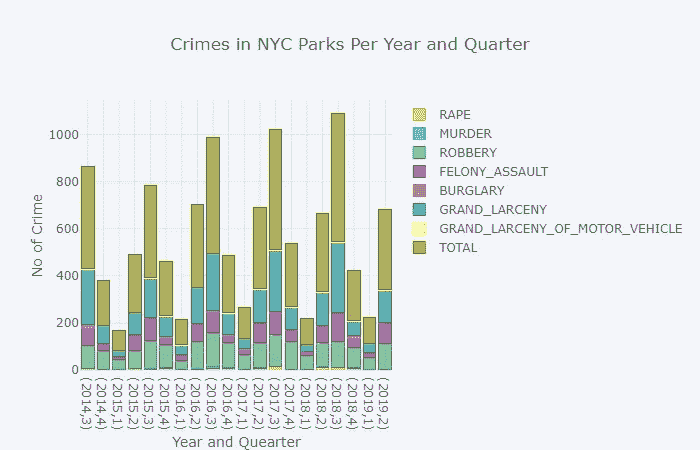 Crimes in NYC Parks Per Year and Quarter
No of Crime
1000
800
600
400
200
0
(2014,3)
(2014,4)
(2015,1)
(2015,2)
(2015,3)
(2015,4)
(2016,1)
(2016,2)
(2016,3)
(2016,4)
(2017,1)
(2017,2)
(2017,3)
(2017,4)
(2018,1)
(2018,2)
(2018,3)
(2018,4)
(2019,1)
(2019,2)
Year and Quearter
RAPE
MURDER
ROBBERY
FELONY_ASSAULT
BURGLARY
GRAND_LARCENY
GRAND_LARCENY_OF_MOTOR_VEHICLE
TOTAL